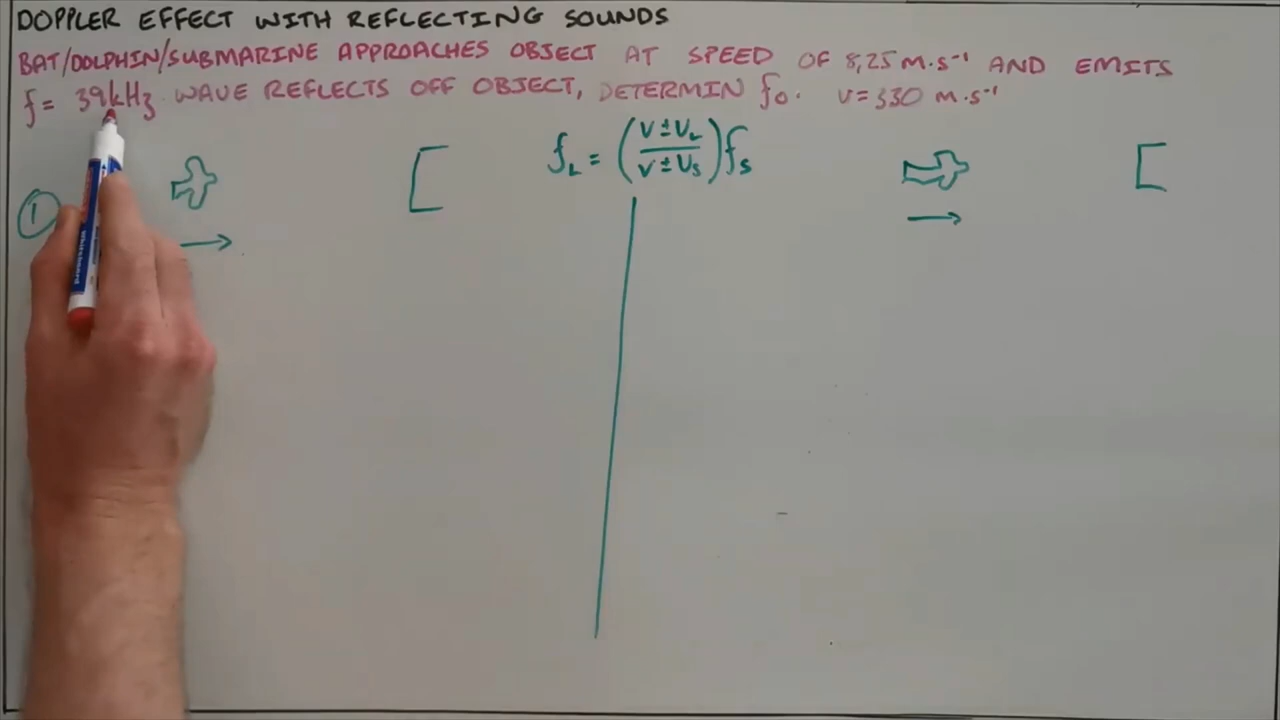 DOPPLER EFFECT WITH REFLECTING SOUNDS
BAT/DOLPHIN/SUBMARINE APPROACHES OBJECT AT SPEED OF 8,25 m·s⁻¹ AND EMITS
f = 39kHz WAVE REFLECTS OFF OBJECT, DETERMIN fo. v = 330 m·s⁻¹
f_L = (V ± V_L / V ± V_S) f_S
①